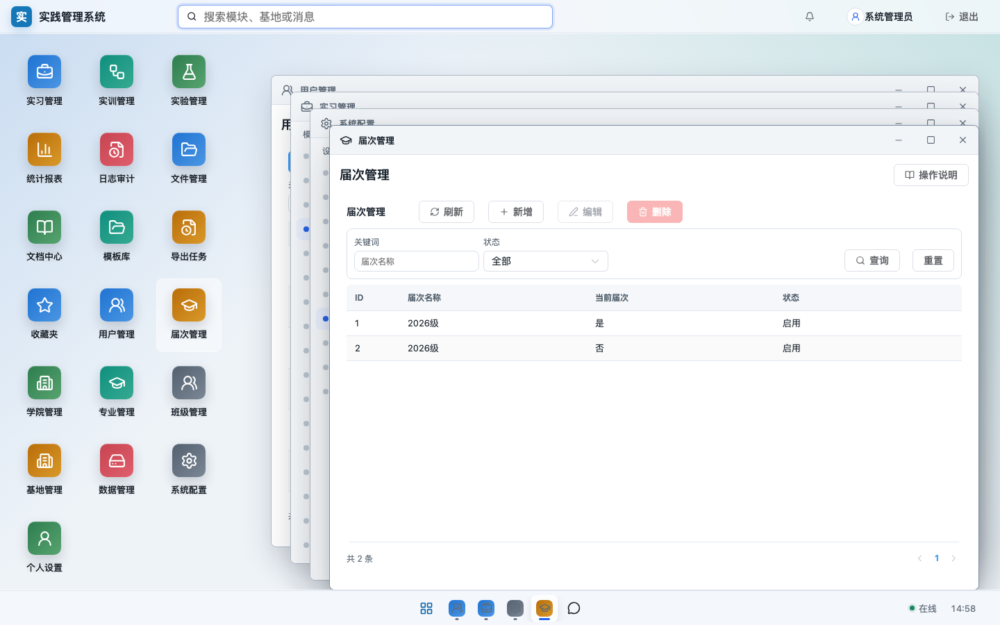 实 实践管理系统
搜索模块、基地或消息
系统管理员
退出
实习管理
实训管理
实验管理
统计报表
日志审计
文件管理
文档中心
模板库
导出任务
收藏夹
用户管理
届次管理
学院管理
专业管理
班级管理
基地管理
数据管理
系统配置
个人设置
用户管理
用
实习管理
模
系统配置
设
届次管理
届次管理
操作说明
届次管理
刷新
新增
编辑
删除
关键词
状态
届次名称
全部
查询
重置
ID 届次名称 当前届次 状态
1 2026级 是 启用
2 2026级 否 启用
共 2 条
1
在线
14:58